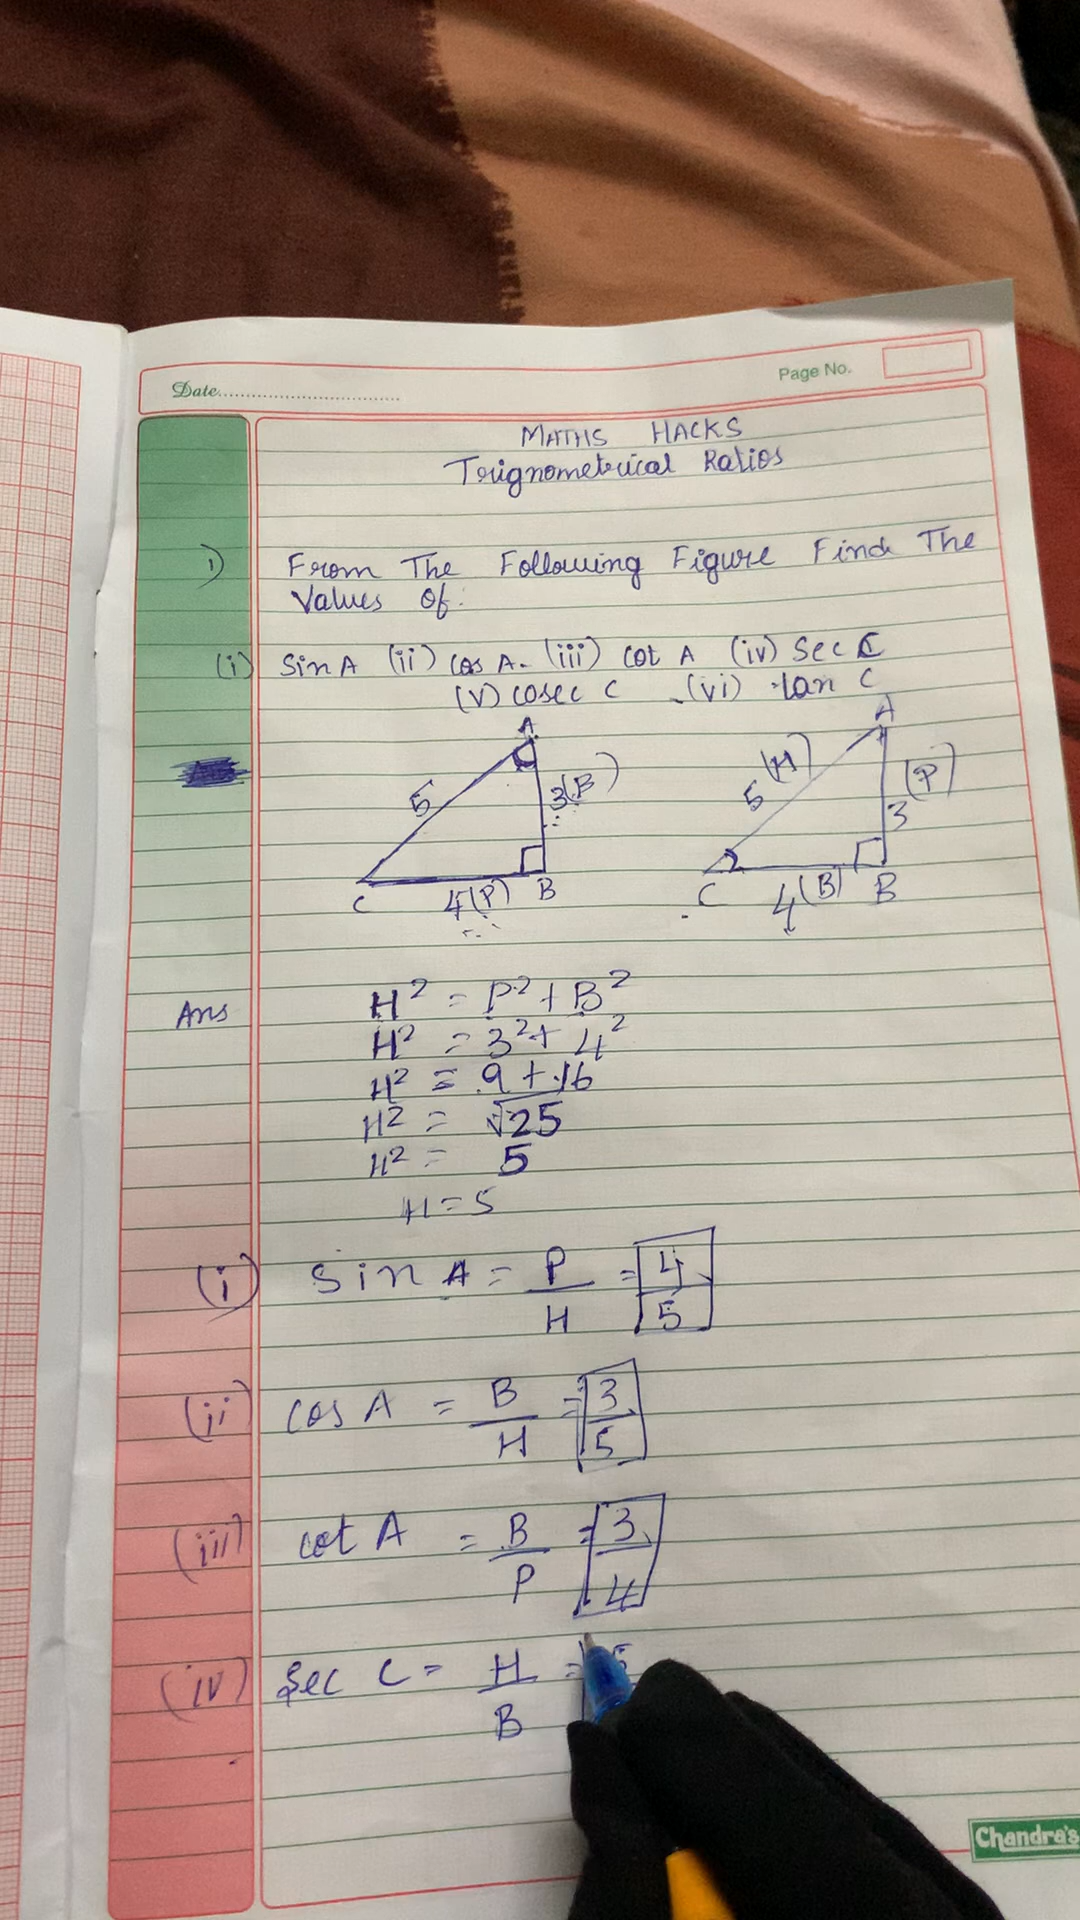 Date
Page No.
MATHS HACKS
Trignometrical Ratios
1) From The Following Figure Find The
Values Of:
(i) Sin A (ii) cos A. (iii) cot A (iv) Sec C
(v) cosec C (vi) tan C
A
5
3(B)
C
4(P)
B
A
5 (H)
(P)
3
C
4(B)
B
Ans H² = P² + B²
H² = 3² + 4²
H² = 9 + 16
H² = √25
H² = 5
H = 5
(i) Sin A = P/H = 4/5
(ii) cos A = B/H = 3/5
(iii) cot A = B/P = 3/4
(iv) Sec C = H/B = 5
Chandra's